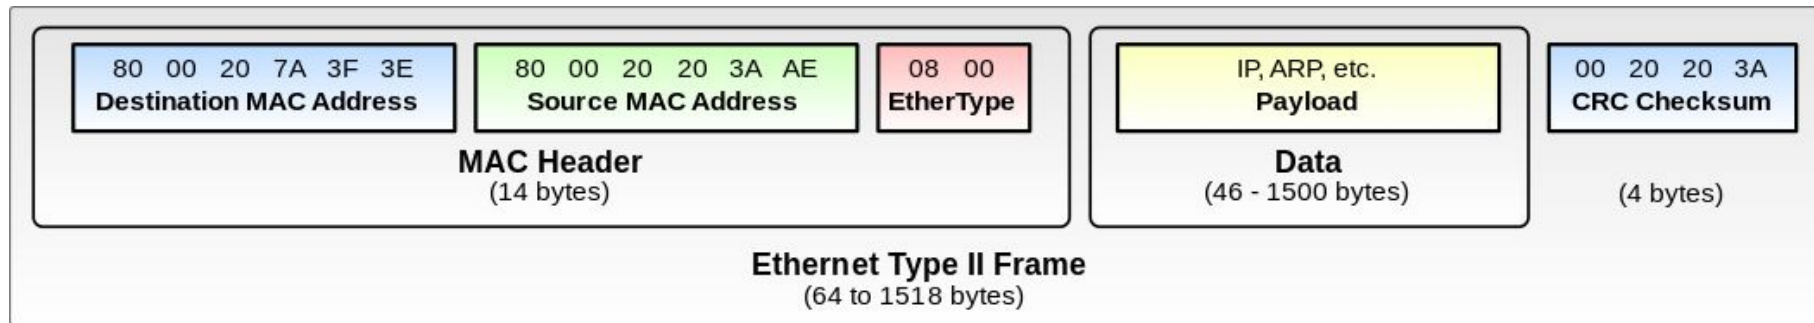 80 00 20 7A 3F 3E
Destination MAC Address
80 00 20 20 3A AE
Source MAC Address
08 00
EtherType
MAC Header
(14 bytes)
IP, ARP, etc.
Payload
Data
(46 - 1500 bytes)
00 20 20 3A
CRC Checksum
(4 bytes)
Ethernet Type II Frame
(64 to 1518 bytes)